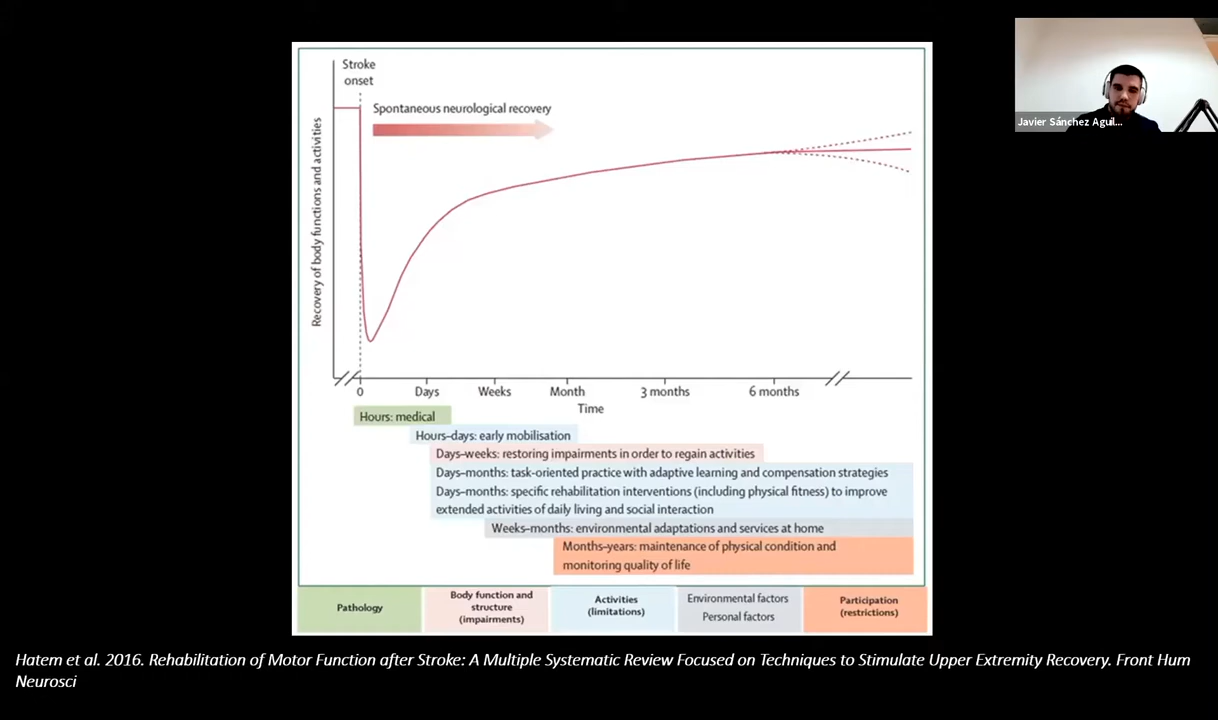 Stroke
onset
Spontaneous neurological recovery
Recovery of body functions and activities
0
Days
Weeks
Month
3 months
6 months
Time
Hours: medical
Hours–days: early mobilisation
Days–weeks: restoring impairments in order to regain activities
Days–months: task-oriented practice with adaptive learning and compensation strategies
Days–months: specific rehabilitation interventions (including physical fitness) to improve
extended activities of daily living and social interaction
Weeks–months: environmental adaptations and services at home
Months–years: maintenance of physical condition and
monitoring quality of life
Pathology
Body function and
structure
(impairments)
Activities
(limitations)
Environmental factors
Personal factors
Participation
(restrictions)
Javier Sánchez Aguil...
Hatem et al. 2016. Rehabilitation of Motor Function after Stroke: A Multiple Systematic Review Focused on Techniques to Stimulate Upper Extremity Recovery. Front Hum
Neurosci